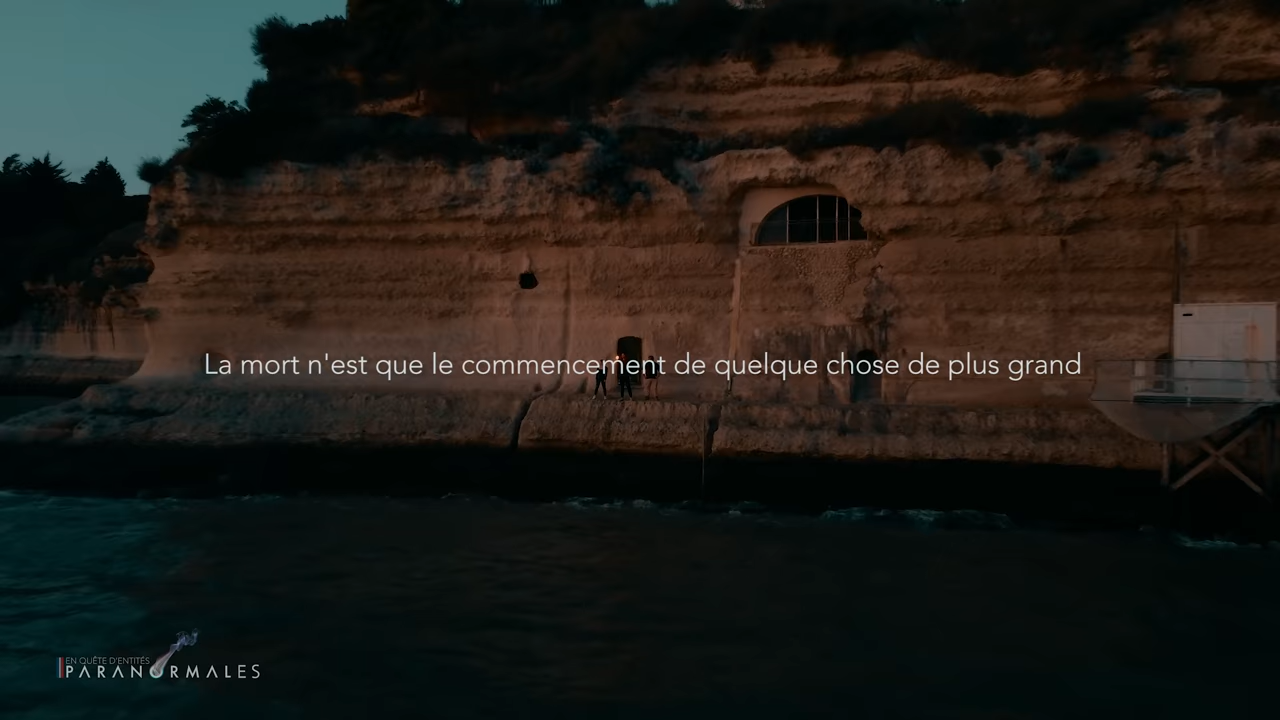 La mort n'est que le commencement de quelque chose de plus grand
EN QUÊTE D'ENTITÉS
PARANORMALES